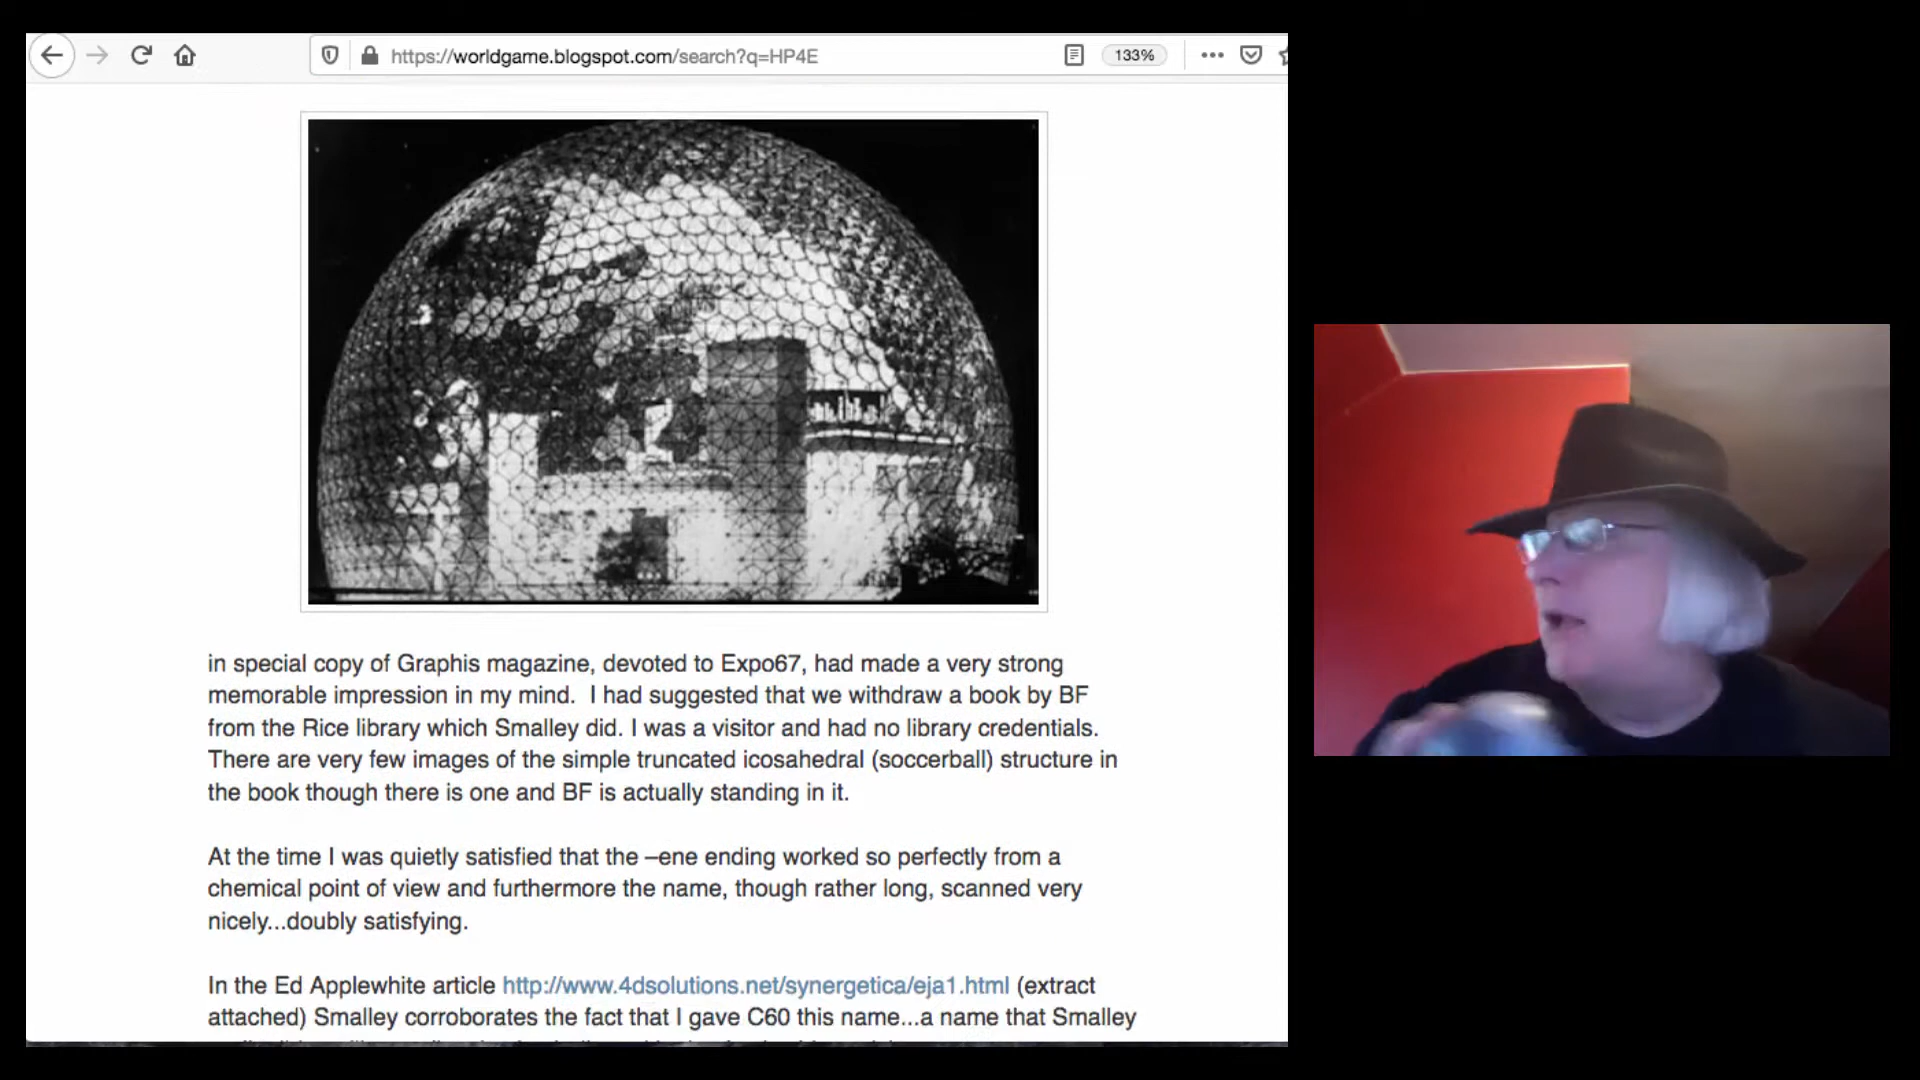 https://worldgame.blogspot.com/search?q=HP4E
133%
in special copy of Graphis magazine, devoted to Expo67, had made a very strong
memorable impression in my mind.  I had suggested that we withdraw a book by BF
from the Rice library which Smalley did. I was a visitor and had no library credentials.
There are very few images of the simple truncated icosahedral (soccerball) structure in
the book though there is one and BF is actually standing in it.
At the time I was quietly satisfied that the –ene ending worked so perfectly from a
chemical point of view and furthermore the name, though rather long, scanned very
nicely...doubly satisfying.
In the Ed Applewhite article http://www.4dsolutions.net/synergetica/eja1.html (extract
attached) Smalley corroborates the fact that I gave C60 this name...a name that Smalley